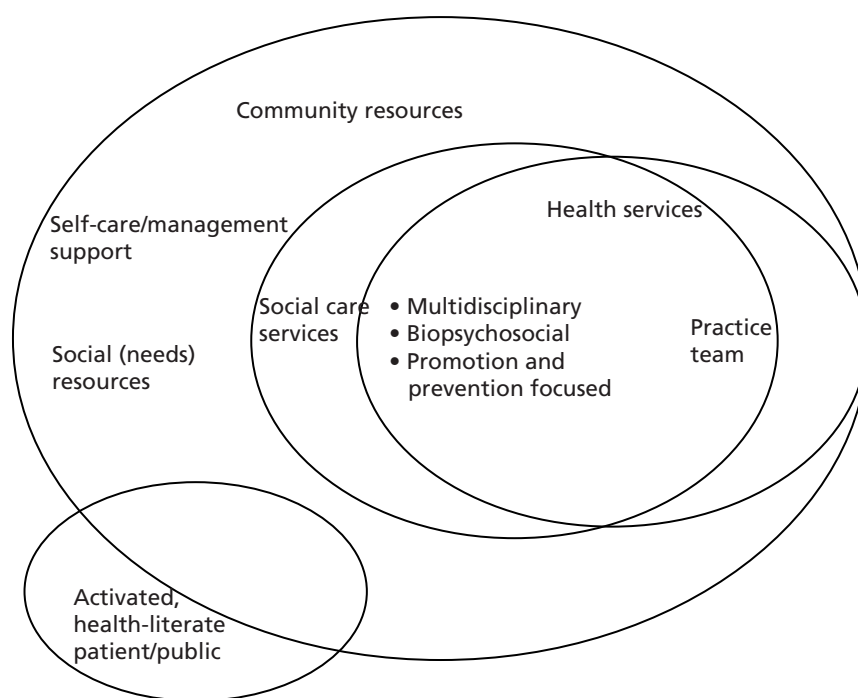 Community resources
Health services
Self-care/management
support
Social care
services
• Multidisciplinary
• Biopsychosocial
• Promotion and
prevention focused
Practice
team
Social (needs)
resources
Activated,
health-literate
patient/public